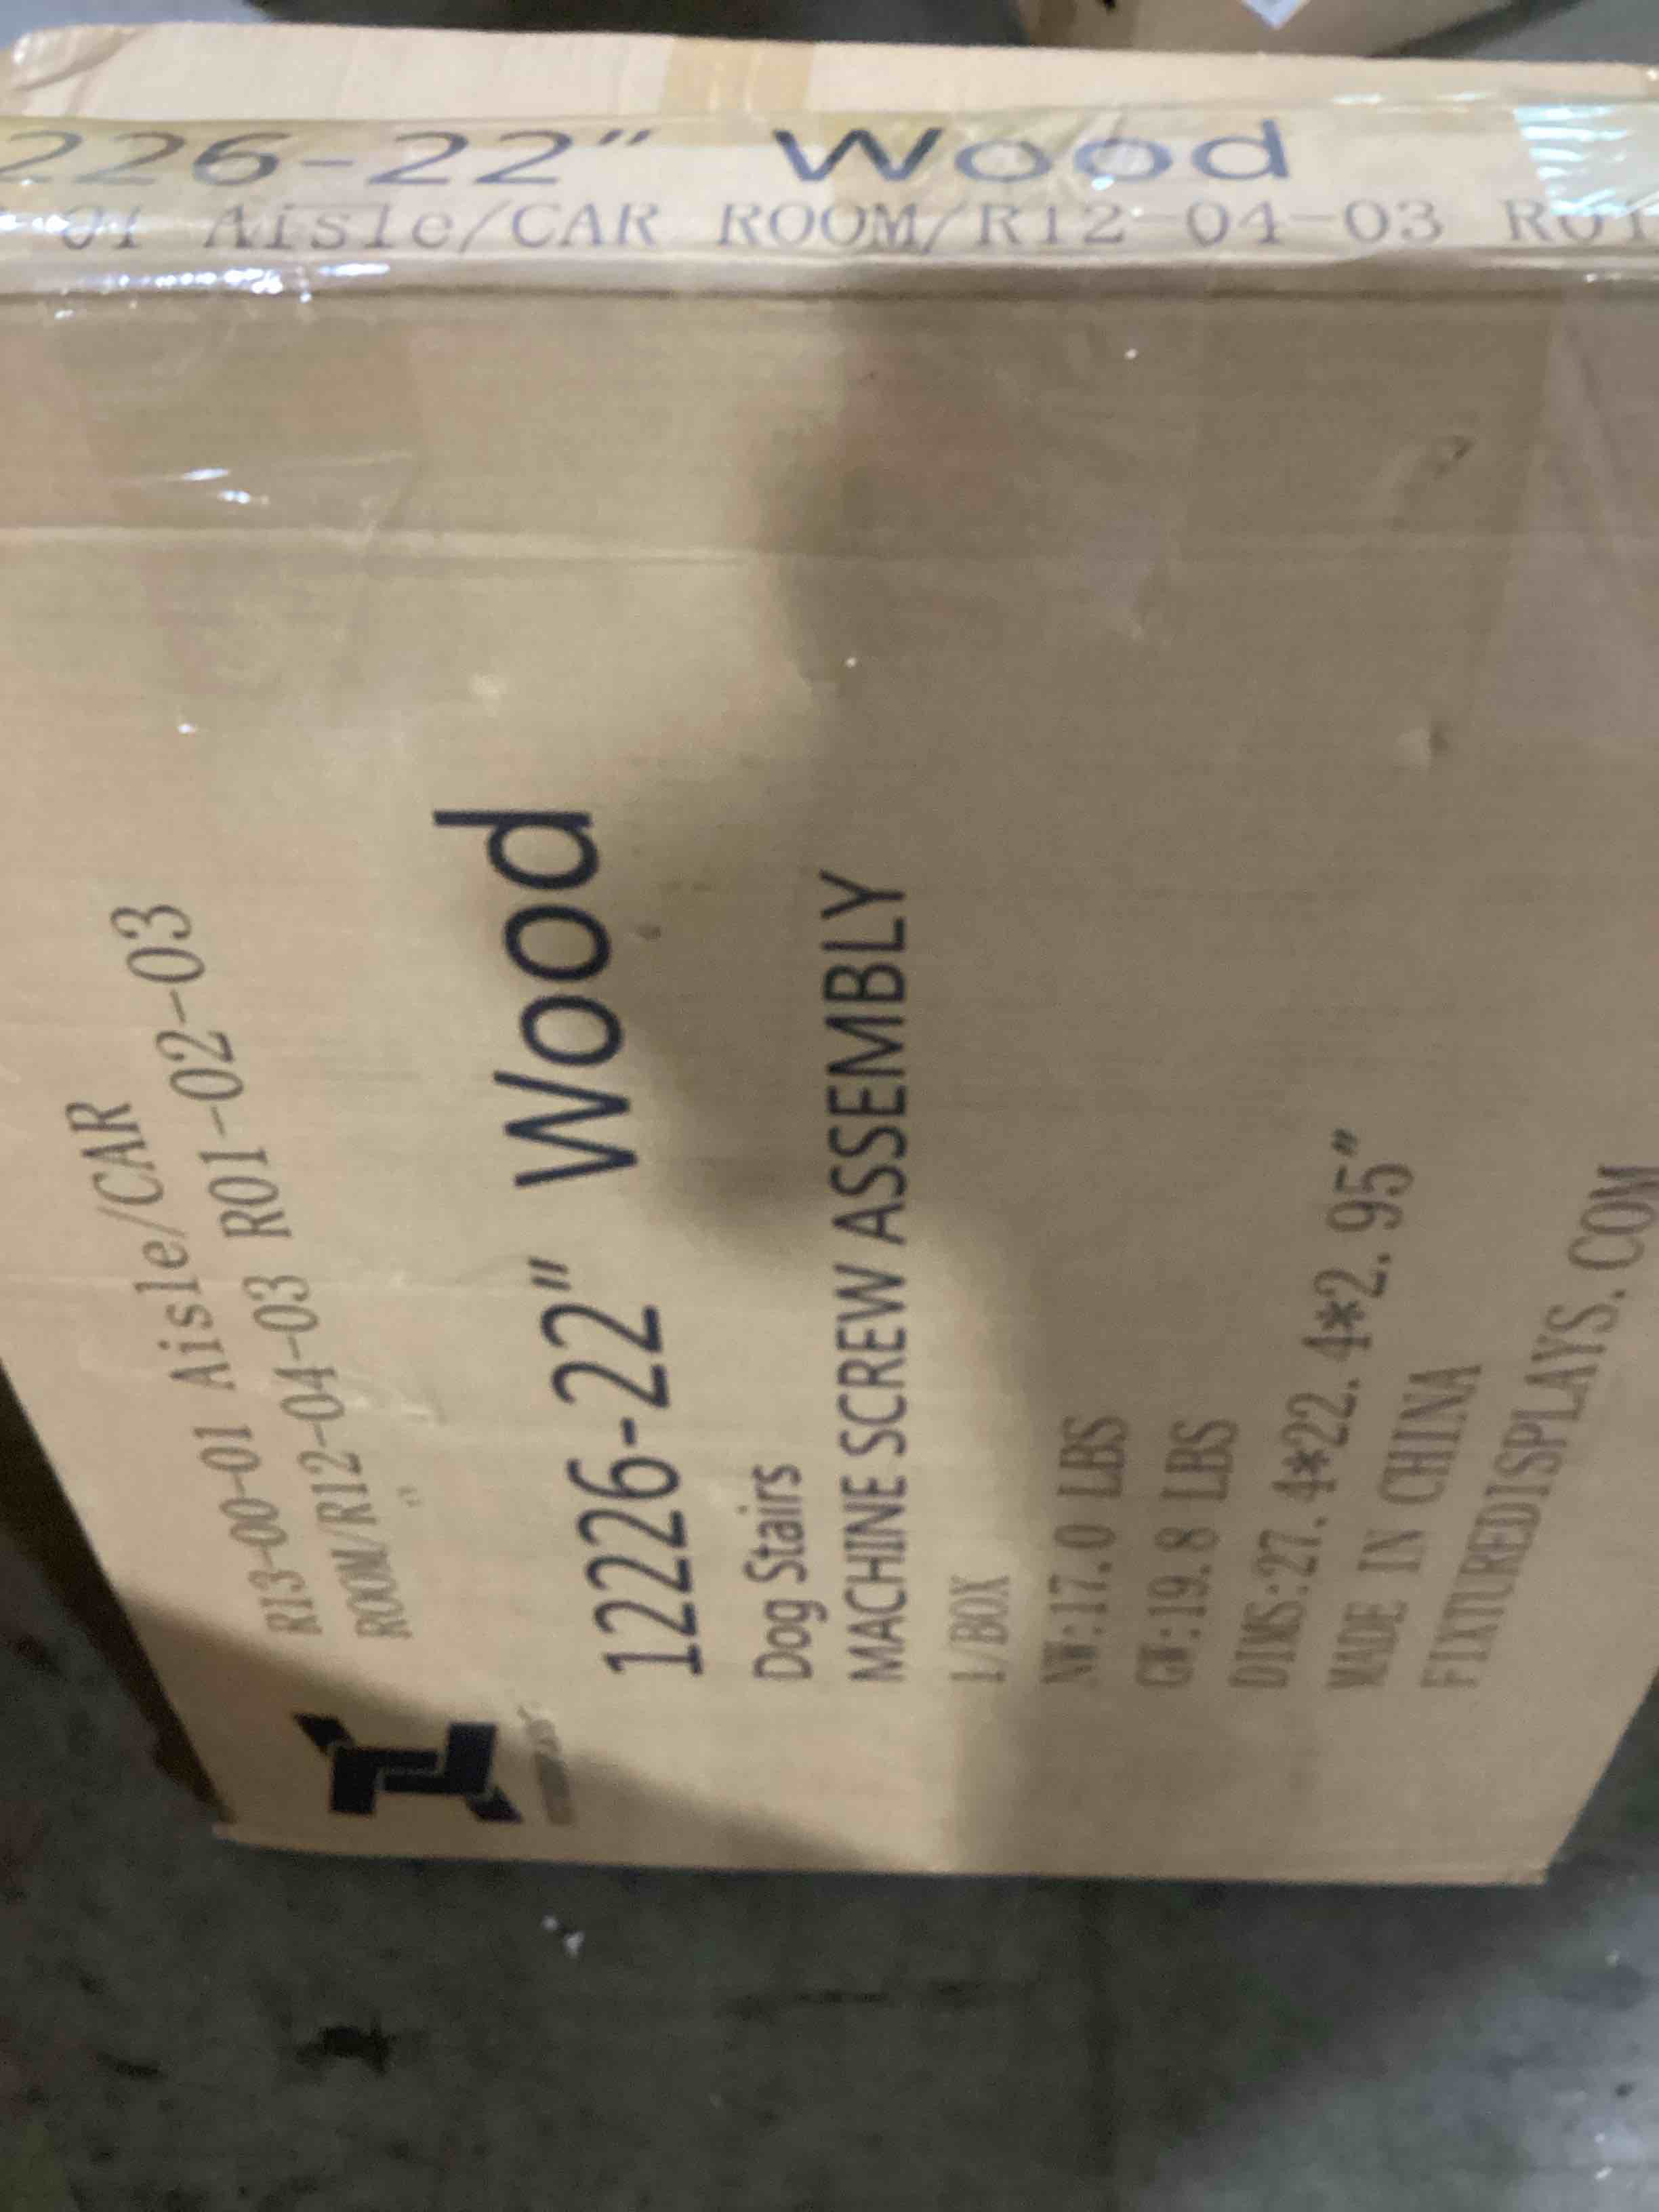 226-22" Wood
-01 Aisle/CAR ROOM/R12-04-03 R01
R13-00-01 Aisle/CAR
ROOM/R12-04-03 R01-02-03
12226-22" Wood
Dog Stairs
MACHINE SCREW ASSEMBLY
1/BOX
NW:17.0 LBS
GW:19.8 LBS
DIMS:27.4*22.4*2.95"
MADE IN CHINA
FIXTUREDISPLAYS.COM